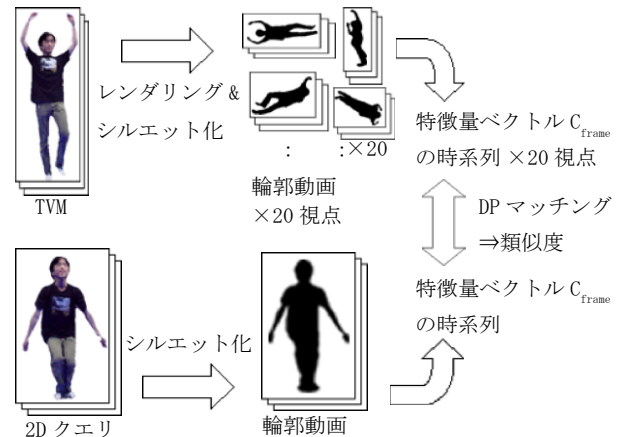 レンダリング &
シルエット化
: :×20
TVM
輪郭動画
×20 視点
特徴量ベクトル C_frame
の時系列 ×20 視点
DP マッチング
⇒類似度
特徴量ベクトル C_frame
の時系列
シルエット化
2D クエリ
輪郭動画